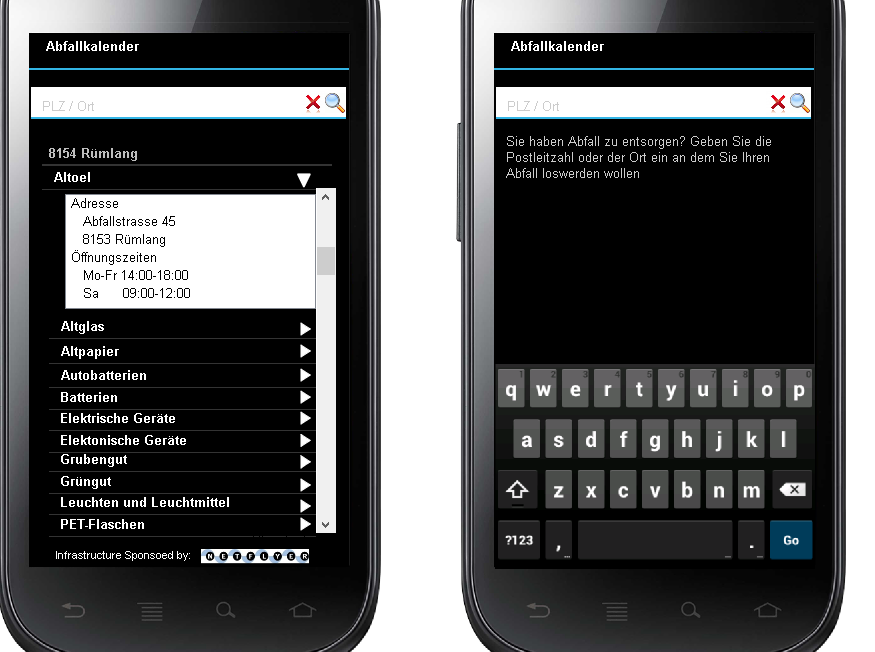 Abfallkalender
PLZ / Ort
8154 Rümlang
Altoel
Adresse
Abfallstrasse 45
8153 Rümlang
Öffnungszeiten
Mo-Fr 14:00-18:00
Sa 09:00-12:00
Altglas
Altpapier
Autobatterien
Batterien
Elektrische Geräte
Elektonische Geräte
Grubengut
Grüngut
Leuchten und Leuchtmittel
PET-Flaschen
Infrastructure Sponsoed by: NETFLYER
Abfallkalender
PLZ / Ort
Sie haben Abfall zu entsorgen? Geben Sie die
Postleitzahl oder der Ort ein an dem Sie Ihren
Abfall loswerden wollen
1 2 3 4 5 6 7 8 9 0
q w e r t y u i o p
a s d f g h j k l
z x c v b n m
?123 , . Go